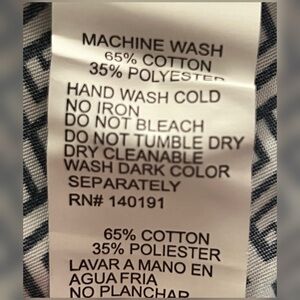 MACHINE WASH
65% COTTON
35% POLYESTER
HAND WASH COLD
NO IRON
DO NOT BLEACH
DO NOT TUMBLE DRY
DRY CLEANABLE
WASH DARK COLOR
SEPARATELY
RN# 140191
65% COTTON
35% POLIESTER
LAVAR A MANO EN
AGUA FRIA
NO PLANCHAR